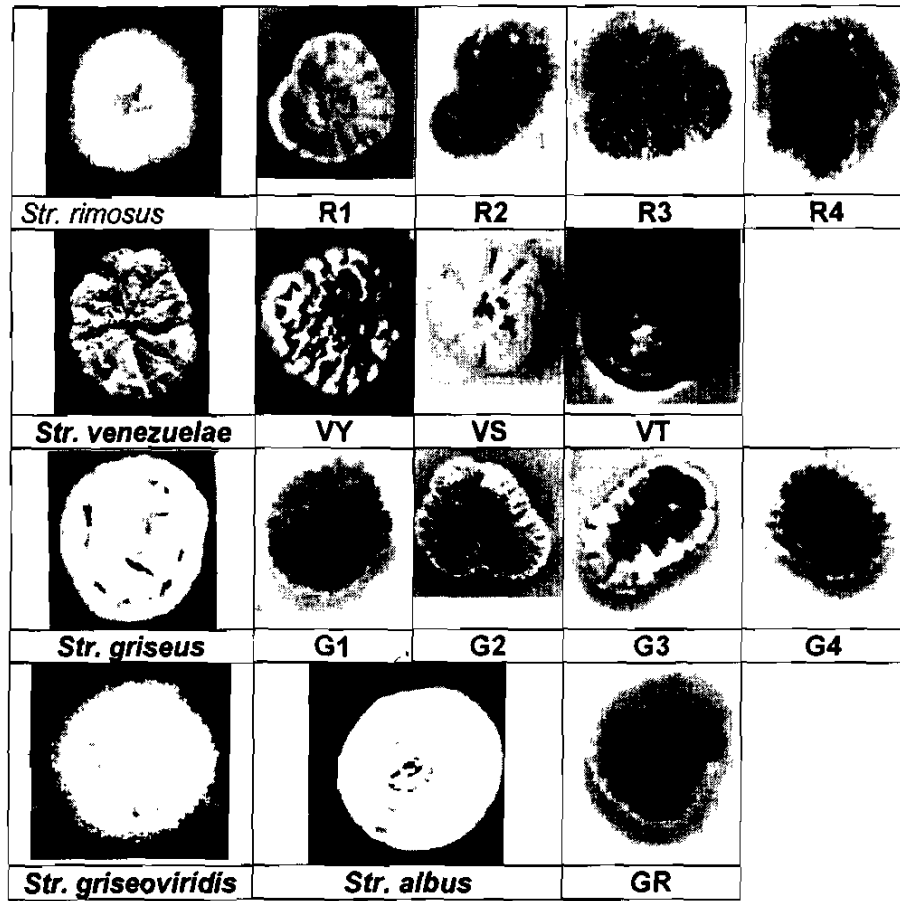 Str. rimosus R1 R2 R3 R4
Str. venezuelae VY VS VT
Str. griseus G1 G2 G3 G4
Str. griseoviridis Str. albus GR